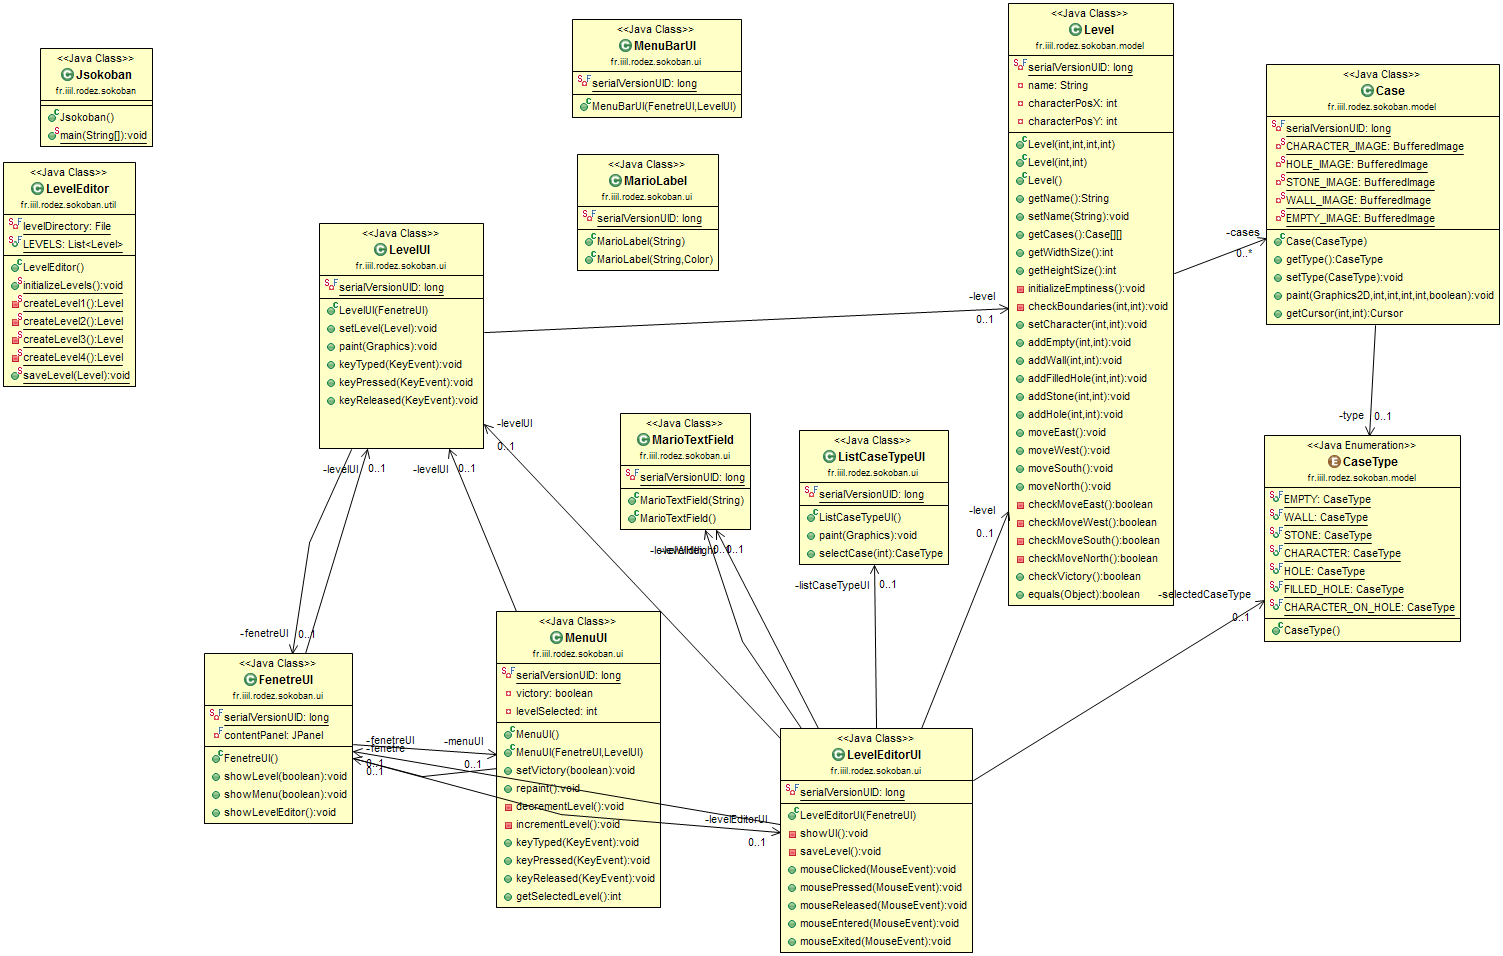 <<Java Class>>
Jsokoban
fr.iiil.rodez.sokoban
Jsokoban()
main(String[]):void
<<Java Class>>
LevelEditor
fr.iiil.rodez.sokoban.util
levelDirectory: File
LEVELS: List<Level>
LevelEditor()
initializeLevels():void
createLevel1():Level
createLevel2():Level
createLevel3():Level
createLevel4():Level
saveLevel(Level):void
<<Java Class>>
MenuBarUI
fr.iiil.rodez.sokoban.ui
serialVersionUID: long
MenuBarUI(FenetreUI,LevelUI)
<<Java Class>>
MarioLabel
fr.iiil.rodez.sokoban.ui
serialVersionUID: long
MarioLabel(String)
MarioLabel(String,Color)
<<Java Class>>
LevelUI
fr.iiil.rodez.sokoban.ui
serialVersionUID: long
LevelUI(FenetreUI)
setLevel(Level):void
paint(Graphics):void
keyTyped(KeyEvent):void
keyPressed(KeyEvent):void
keyReleased(KeyEvent):void
<<Java Class>>
Level
fr.iiil.rodez.sokoban.model
serialVersionUID: long
name: String
characterPosX: int
characterPosY: int
Level(int,int,int,int)
Level(int,int)
Level()
getName():String
setName(String):void
getCases():Case[][]
getWidthSize():int
getHeightSize():int
initializeEmptiness():void
checkBoundaries(int,int):void
setCharacter(int,int):void
addEmpty(int,int):void
addWall(int,int):void
addFilledHole(int,int):void
addStone(int,int):void
addHole(int,int):void
moveEast():void
moveWest():void
moveSouth():void
moveNorth():void
checkMoveEast():boolean
checkMoveWest():boolean
checkMoveSouth():boolean
checkMoveNorth():boolean
checkVictory():boolean
equals(Object):boolean
<<Java Class>>
Case
fr.iiil.rodez.sokoban.model
serialVersionUID: long
CHARACTER_IMAGE: BufferedImage
HOLE_IMAGE: BufferedImage
STONE_IMAGE: BufferedImage
WALL_IMAGE: BufferedImage
EMPTY_IMAGE: BufferedImage
Case(CaseType)
getType():CaseType
setType(CaseType):void
paint(Graphics2D,int,int,int,int,boolean):void
getCursor(int,int):Cursor
-cases
0..*
-level
0..1
-type
0..1
<<Java Enumeration>>
CaseType
fr.iiil.rodez.sokoban.model
EMPTY: CaseType
WALL: CaseType
STONE: CaseType
CHARACTER: CaseType
HOLE: CaseType
FILLED_HOLE: CaseType
CHARACTER_ON_HOLE: CaseType
CaseType()
<<Java Class>>
MarioTextField
fr.iiil.rodez.sokoban.ui
serialVersionUID: long
MarioTextField(String)
MarioTextField()
<<Java Class>>
ListCaseTypeUI
fr.iiil.rodez.sokoban.ui
serialVersionUID: long
ListCaseTypeUI()
paint(Graphics):void
selectCase(int):CaseType
-levelUI
0..1
-levelUI
0..1
-levelUI
0..1
0..1
0..1
-listCaseTypeUI
0..1
-level
0..1
-selectedCaseType
0..1
-fenetreUI
0..1
<<Java Class>>
FenetreUI
fr.iiil.rodez.sokoban.ui
serialVersionUID: long
contentPanel: JPanel
FenetreUI()
showLevel(boolean):void
showMenu(boolean):void
showLevelEditor():void
-fenetreUI
-fenetre
0..1
0..1
-menuUI
0..1
<<Java Class>>
MenuUI
fr.iiil.rodez.sokoban.ui
serialVersionUID: long
victory: boolean
levelSelected: int
MenuUI()
MenuUI(FenetreUI,LevelUI)
setVictory(boolean):void
repaint():void
decrementLevel():void
incrementLevel():void
keyTyped(KeyEvent):void
keyPressed(KeyEvent):void
keyReleased(KeyEvent):void
getSelectedLevel():int
-levelEditorUI
0..1
<<Java Class>>
LevelEditorUI
fr.iiil.rodez.sokoban.ui
serialVersionUID: long
LevelEditorUI(FenetreUI)
showUI():void
saveLevel():void
mouseClicked(MouseEvent):void
mousePressed(MouseEvent):void
mouseReleased(MouseEvent):void
mouseEntered(MouseEvent):void
mouseExited(MouseEvent):void